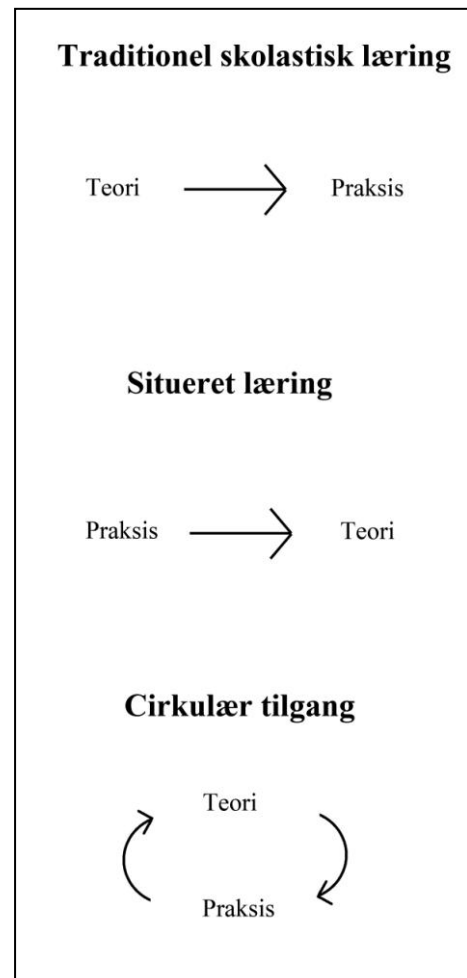 Traditionel skolastisk læring
Teori Praksis
Situeret læring
Praksis Teori
Cirkulær tilgang
Teori
Praksis